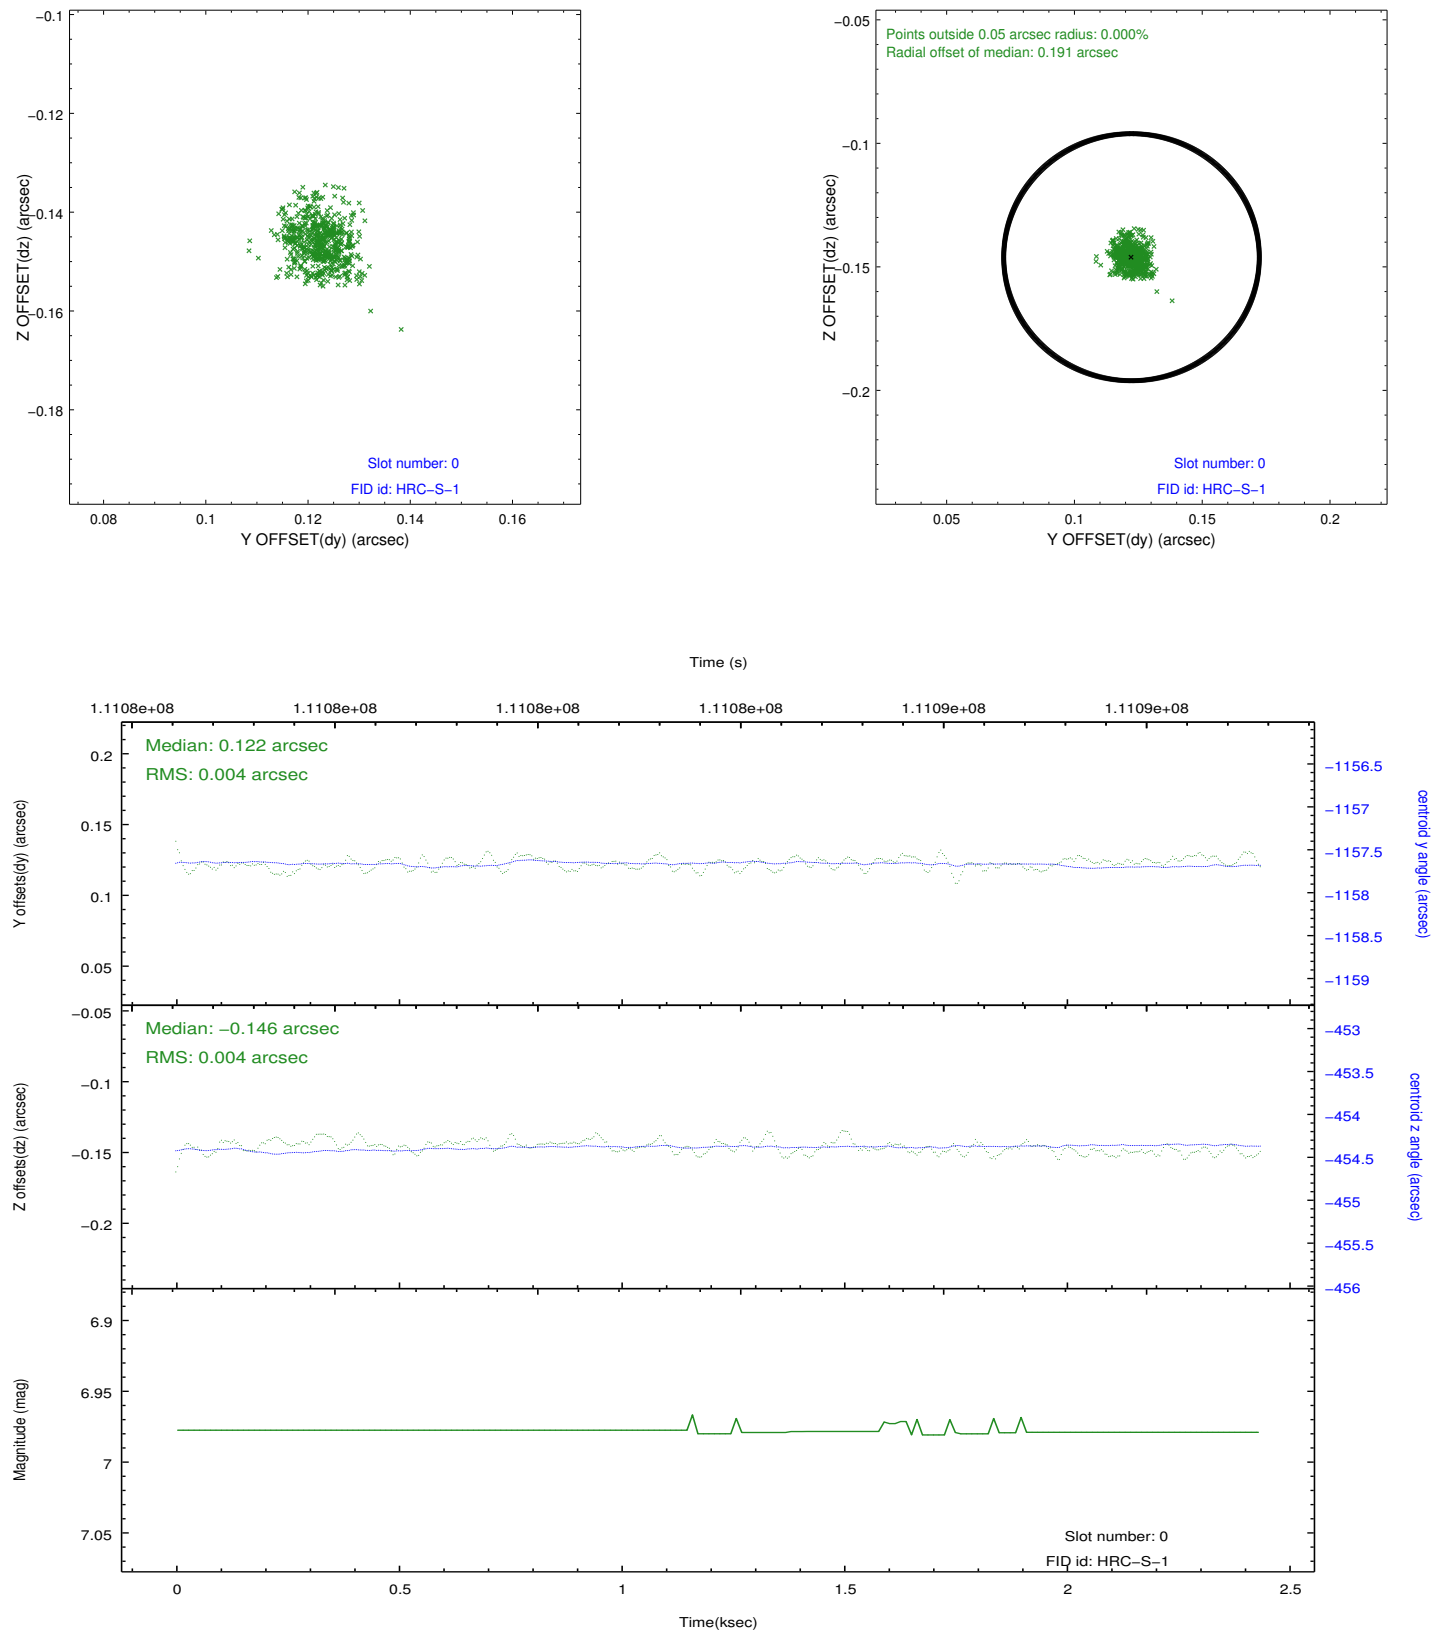 −0.1
−0.12
−0.14
−0.16
−0.18
Z OFFSET(dz) (arcsec)
Slot number: 0
FID id: HRC−S−1
0.08
0.1
0.12
0.14
0.16
Y OFFSET(dy) (arcsec)
Points outside 0.05 arcsec radius: 0.000%
Radial offset of median: 0.191 arcsec
−0.05
−0.1
−0.15
−0.2
Z OFFSET(dz) (arcsec)
Slot number: 0
FID id: HRC−S−1
0.05
0.1
0.15
0.2
Y OFFSET(dy) (arcsec)
Time (s)
1.1108e+08
1.1108e+08
1.1108e+08
1.1108e+08
1.1109e+08
1.1109e+08
Median: 0.122 arcsec
RMS: 0.004 arcsec
0.2
0.15
0.1
0.05
Y offsets(dy) (arcsec)
−1156.5
−1157
−1157.5
−1158
−1158.5
−1159
centroid y angle (arcsec)
Median: −0.146 arcsec
RMS: 0.004 arcsec
−0.05
−0.1
−0.15
−0.2
Z offsets(dz) (arcsec)
−453
−453.5
−454
−454.5
−455
−455.5
−456
centroid z angle (arcsec)
6.9
6.95
7
7.05
Magnitude (mag)
Slot number: 0
FID id: HRC−S−1
0
0.5
1
1.5
2
2.5
Time(ksec)